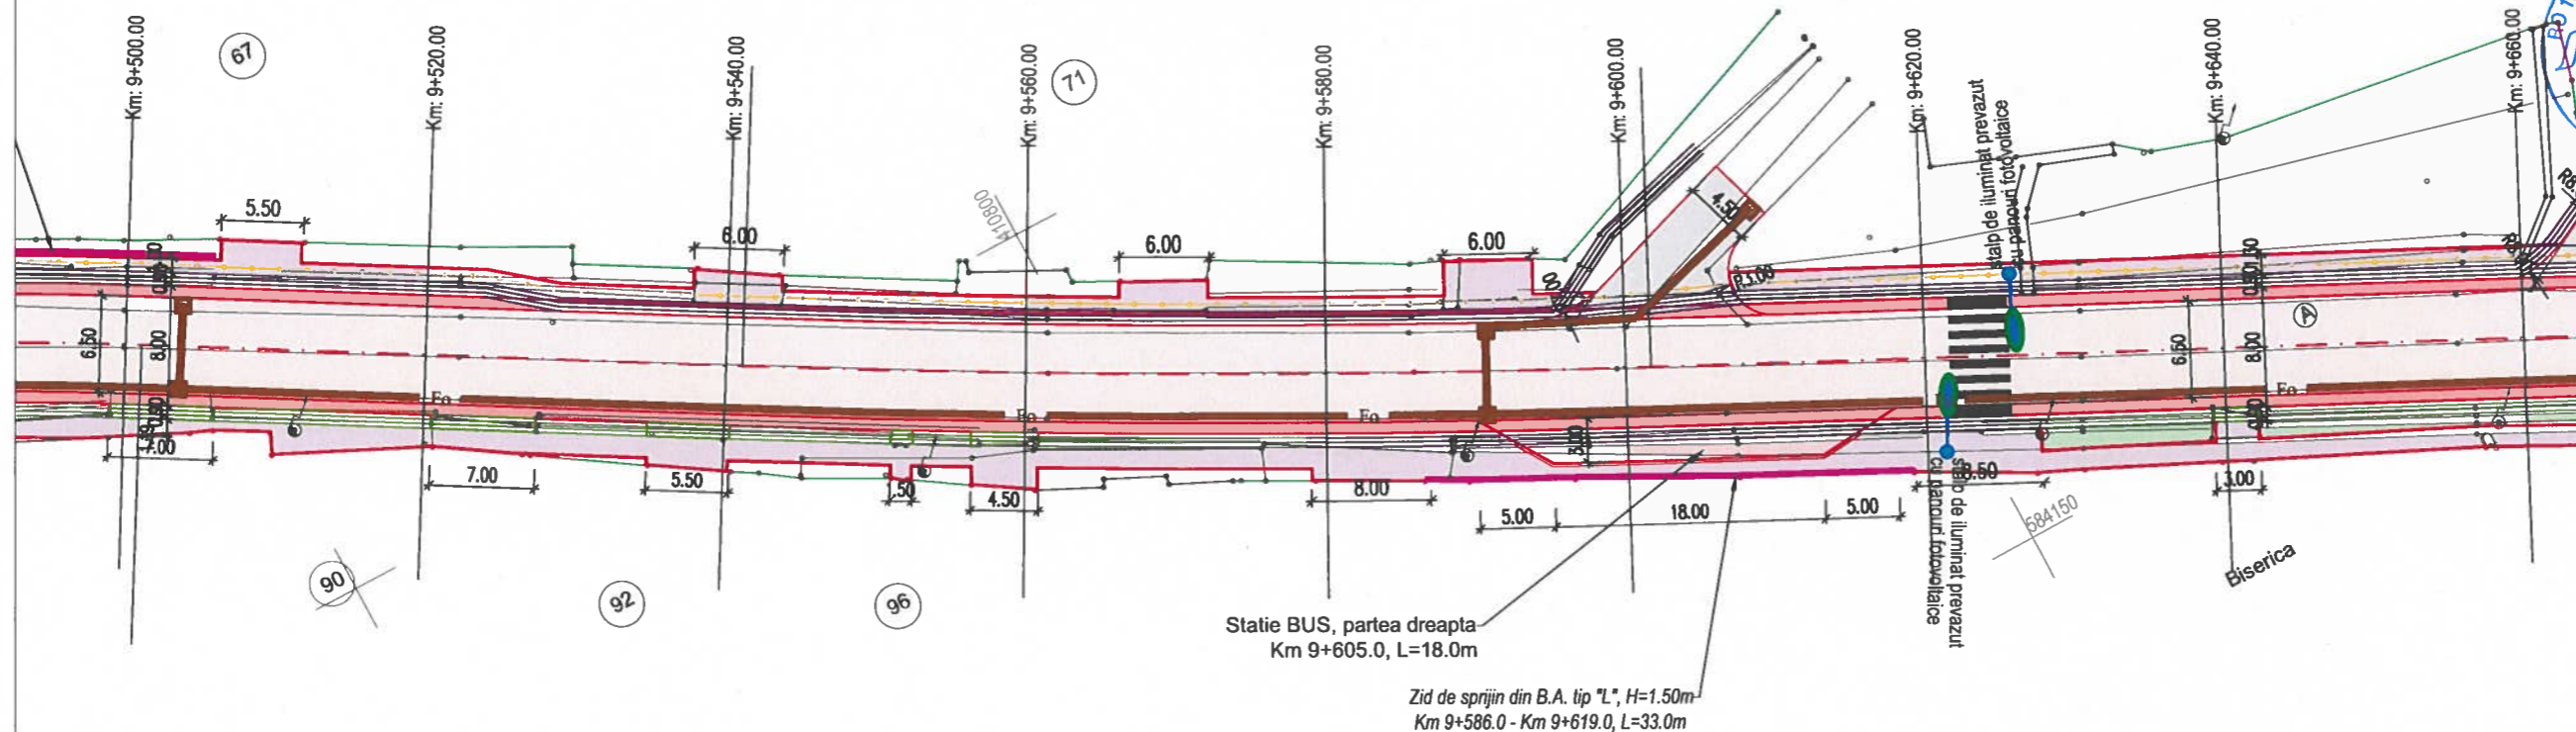 Km: 9+500.00
Km: 9+520.00
Km: 9+540.00
Km: 9+560.00
Km: 9+580.00
Km: 9+600.00
Km: 9+620.00
Km: 9+640.00
Km: 9+660.00
67
71
stalp de iluminat prevazut
cu panouri fotovoltaice
410800
5.50
6.00
6.00
6.00
4.50
R3.00
6.50
8.00
6.50
8.00
A
Fo
Fo
Fo
Fo
3.00
7.00
7.00
5.50
.50
4.50
8.00
5.00
18.00
5.00
8.50
3.00
stalp de iluminat prevazut
cu panouri fotovoltaice
584150
Biserica
90
92
96
Statie BUS, partea dreapta
Km 9+605.0, L=18.0m
Zid de sprijin din B.A. tip "L", H=1.50m
Km 9+586.0 - Km 9+619.0, L=33.0m